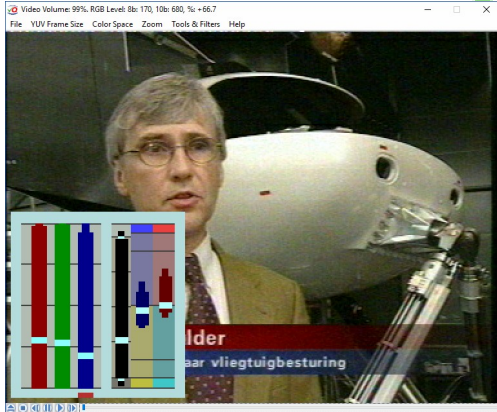 Video Volume: 99%. RGB Level: 8b: 170, 10b: 680, %: +66.7
File YUV Frame Size Color Space Zoom Tools & Filters Help
lder
aar vliegtuigbesturing